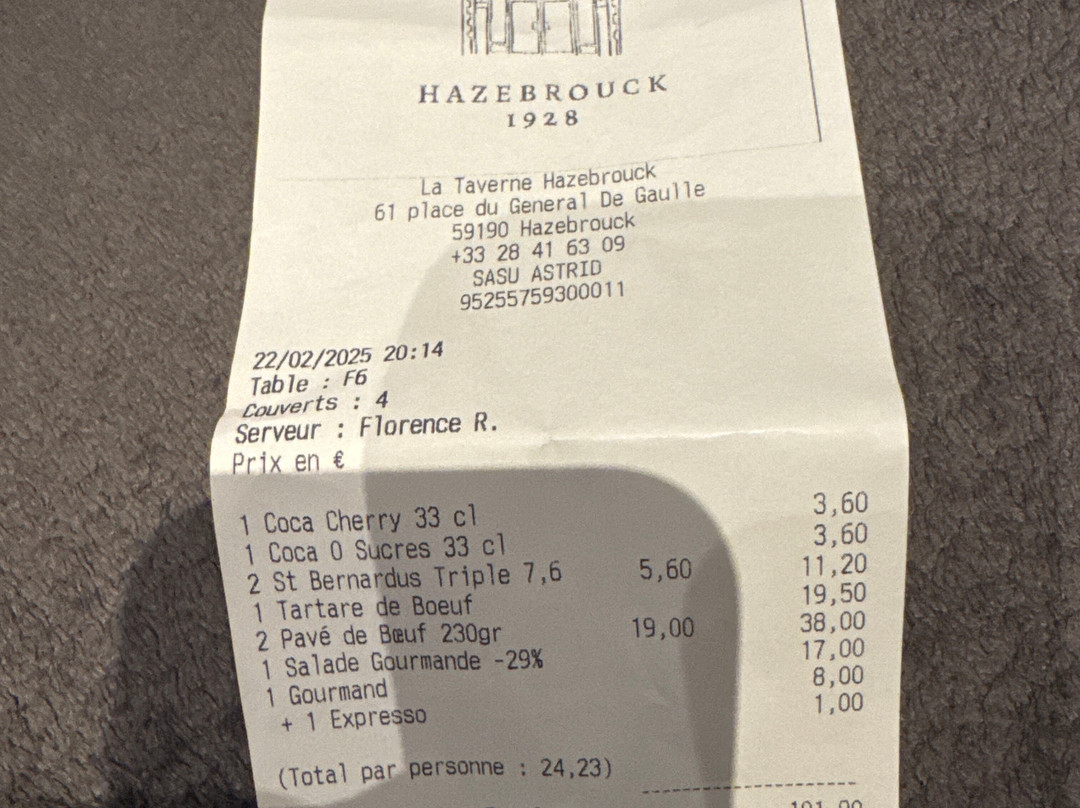 HAZEBROUCK
1928
La Taverne Hazebrouck
61 place du General De Gaulle
59190 Hazebrouck
+33 28 41 63 09
SASU ASTRID
95255759300011
22/02/2025 20:14
Table : F6
Couverts : 4
Serveur : Florence R.
Prix en €
1 Coca Cherry 33 cl 3,60
1 Coca 0 Sucres 33 cl 3,60
2 St Bernardus Triple 7,6 5,60 11,20
1 Tartare de Boeuf 19,50
2 Pavé de Bœuf 230gr 19,00 38,00
1 Salade Gourmande -29% 17,00
1 Gourmand 8,00
+ 1 Expresso 1,00
(Total par personne : 24,23)